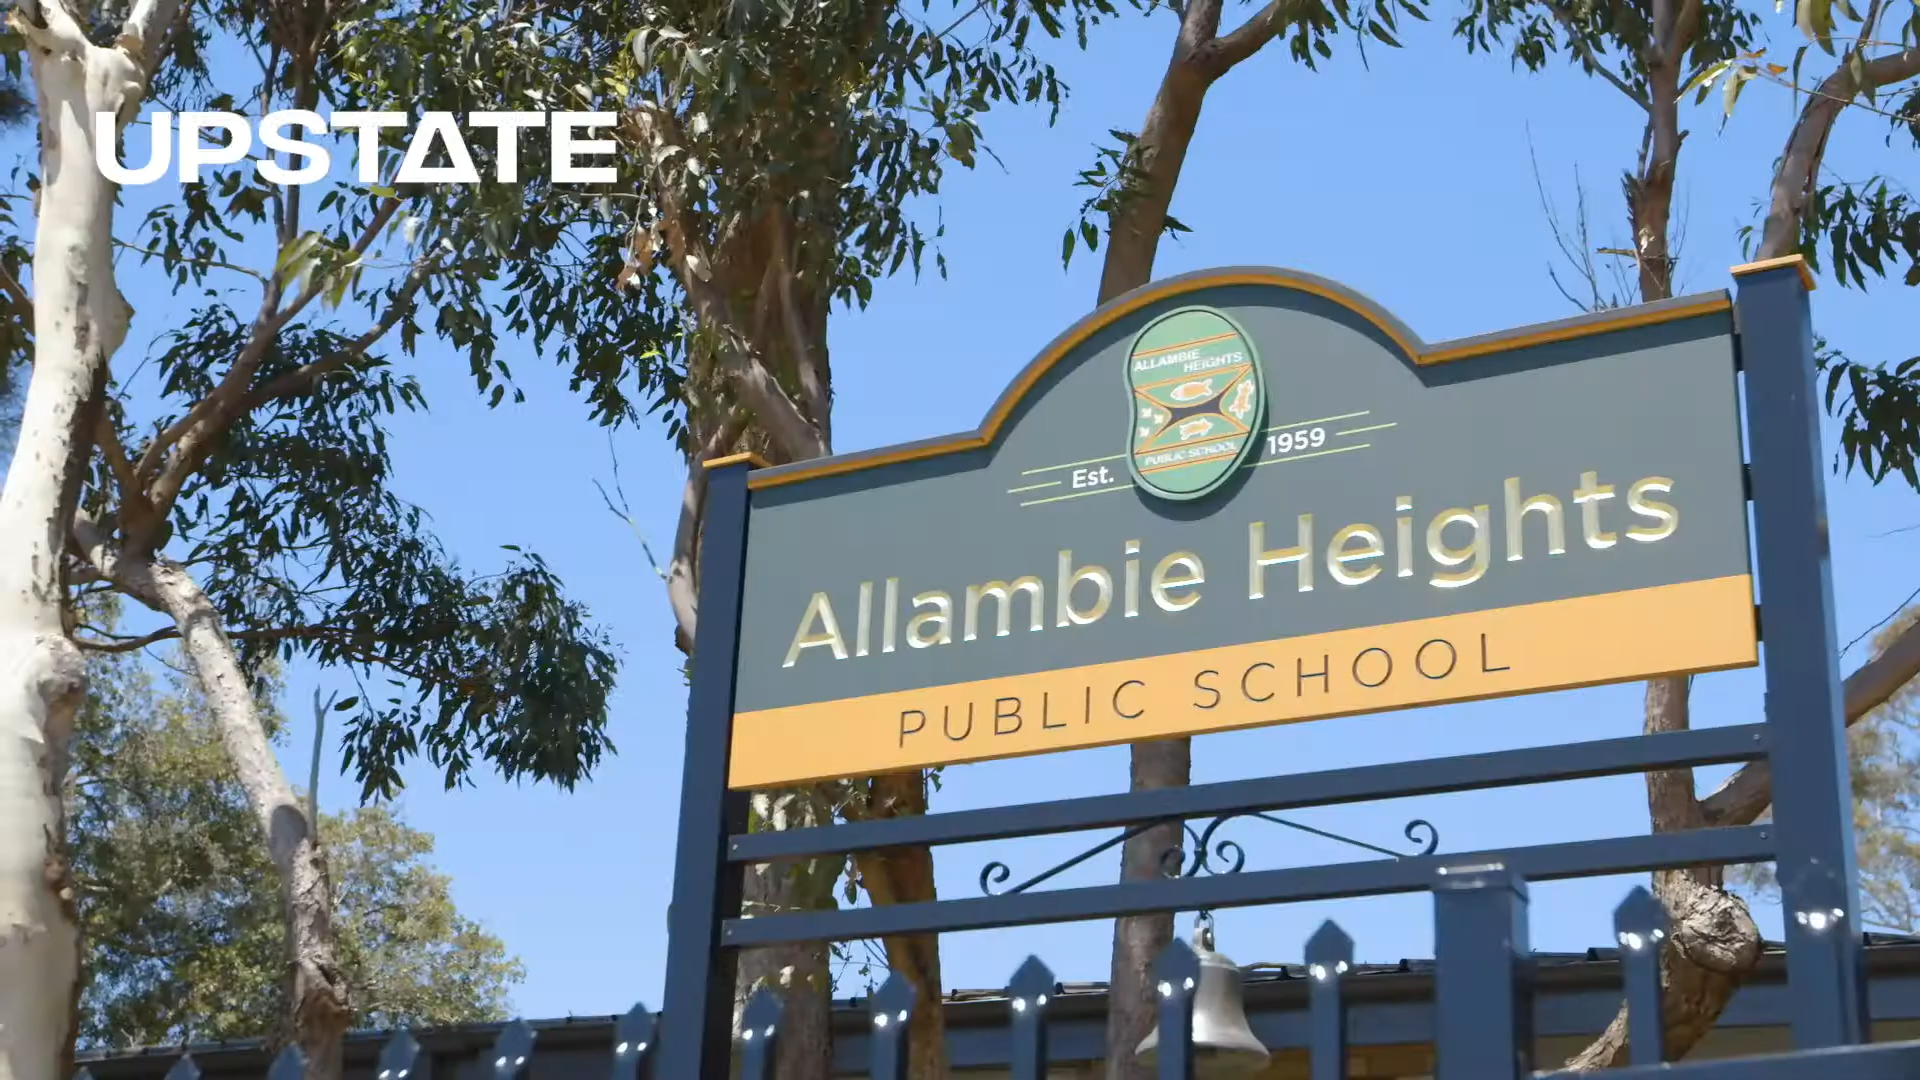 UPSTATE
ALLAMBIE
HEIGHTS
PUBLIC SCHOOL
Est. 1959
Allambie Heights
PUBLIC SCHOOL